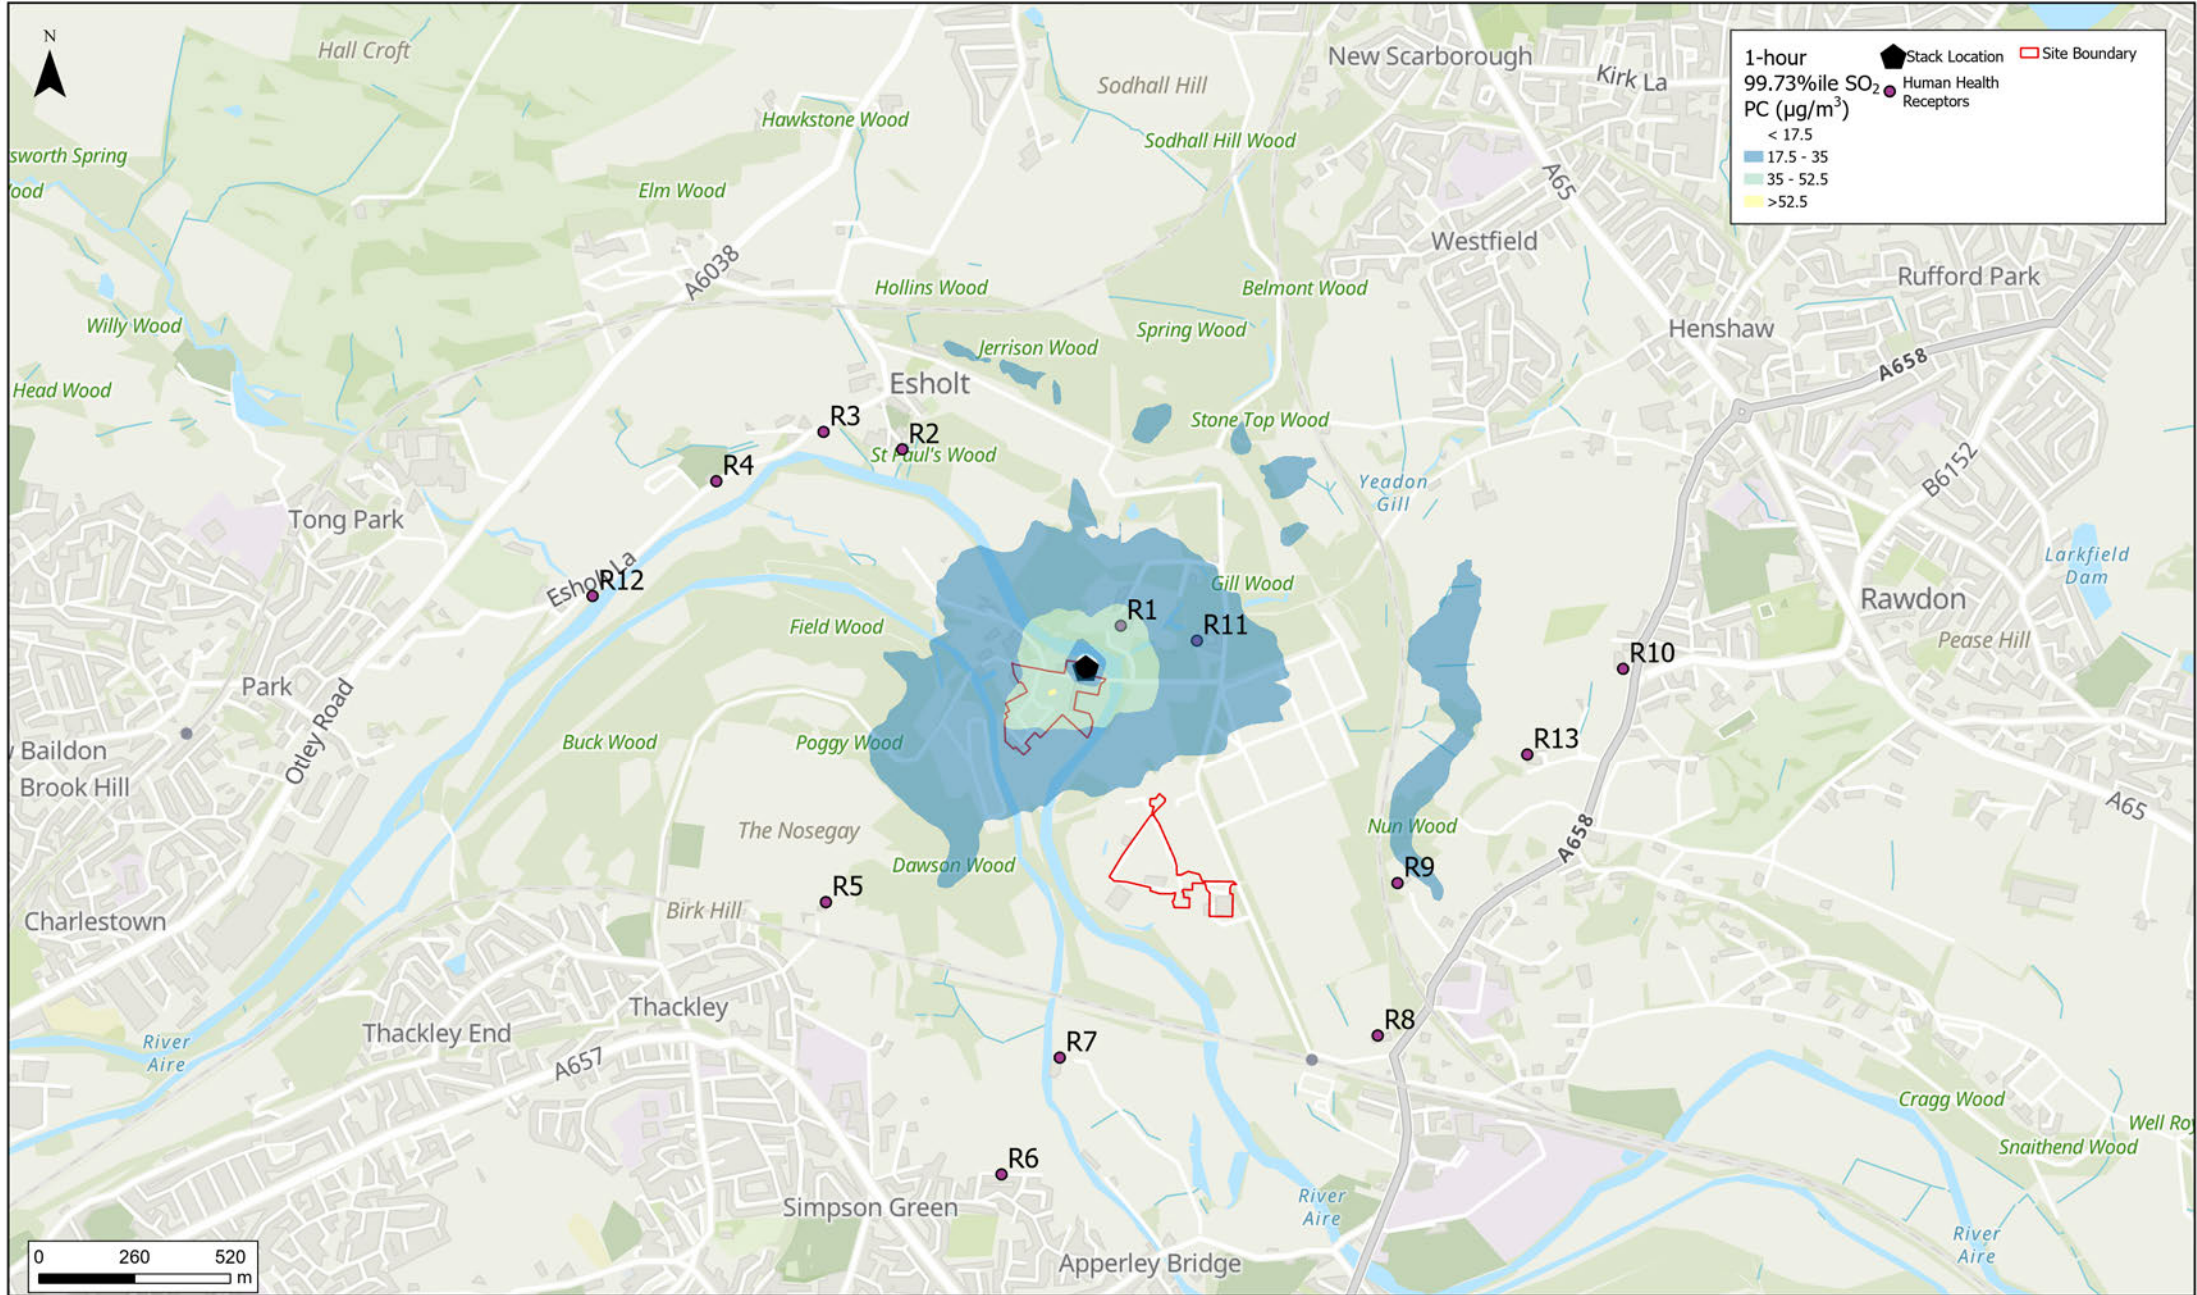 N
Hall Croft
Sodhall Hill
New Scarborough
Kirk La
1-hour
99.73%ile SO₂
PC (µg/m³)
< 17.5
17.5 - 35
35 - 52.5
>52.5
Stack Location
Human Health
Receptors
Site Boundary
Hawkstone Wood
Sodhall Hill Wood
sworth Spring
A65
Elm Wood
Westfield
A6038
Rufford Park
Hollins Wood
Belmont Wood
Willy Wood
Spring Wood
Henshaw
Jerrison Wood
A658
Head Wood
Esholt
R3
Stone Top Wood
R2
St Paul's Wood
R4
B6152
Yeadon
Gill
Tong Park
Larkfield
Dam
Esholt La
R12
Gill Wood
Rawdon
R1
R11
Field Wood
Pease Hill
R10
Park
Otley Road
Buck Wood
Poggy Wood
R13
Baildon
Brook Hill
A65
The Nosegay
Nun Wood
A658
Dawson Wood
R9
R5
Birk Hill
Charlestown
Thackley
R8
Thackley End
R7
River
Aire
A657
Cragg Wood
Snaithend Wood
R6
Simpson Green
River
Aire
River
Aire
Apperley Bridge
0 260 520
m